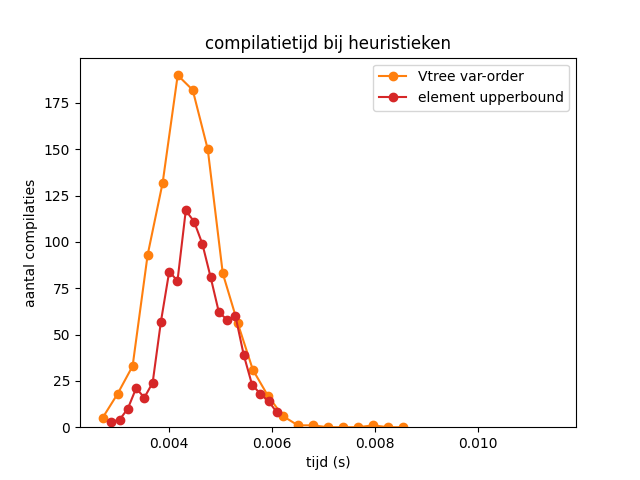 compilatietijd bij heuristieken
Vtree var-order
element upperbound
175
150
125
100
75
50
25
0
aantal compilaties
0.004 0.006 0.008 0.010
tijd (s)